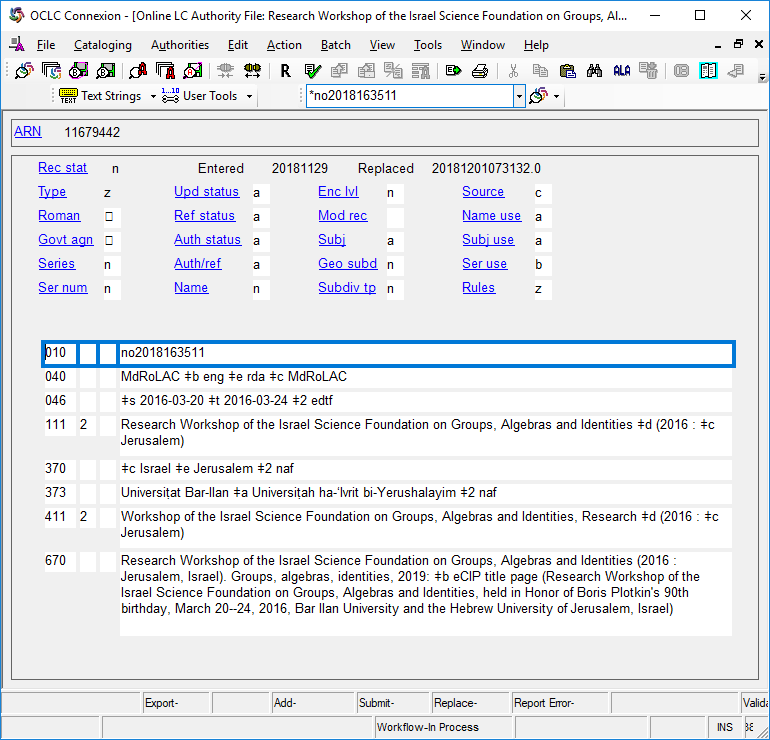 OCLC Connexion - [Online LC Authority File: Research Workshop of the Israel Science Foundation on Groups, Al...
File Cataloging Authorities Edit Action Batch View Tools Window Help
R ALA
Text Strings User Tools *no2018163511
ARN 11679442
Rec stat n Entered 20181129 Replaced 20181201073132.0
Type z Upd status a Enc lvl n Source c
Roman Ref status a Mod rec Name use a
Govt agn Auth status a Subj a Subj use a
Series n Auth/ref a Geo subd n Ser use b
Ser num n Name n Subdiv tp n Rules z
010 no2018163511
040 MdRoLAC ǂb eng ǂe rda ǂc MdRoLAC
046 ǂs 2016-03-20 ǂt 2016-03-24 ǂ2 edtf
111 2 Research Workshop of the Israel Science Foundation on Groups, Algebras and Identities ǂd (2016 : ǂc
Jerusalem)
370 ǂc Israel ǂe Jerusalem ǂ2 naf
373 Universiṭat Bar-Ilan ǂa Universiṭah ha-ʻIvrit bi-Yerushalayim ǂ2 naf
411 2 Workshop of the Israel Science Foundation on Groups, Algebras and Identities, Research ǂd (2016 : ǂc
Jerusalem)
670 Research Workshop of the Israel Science Foundation on Groups, Algebras and Identities (2016 :
Jerusalem, Israel). Groups, algebras, identities, 2019: ǂb eCIP title page (Research Workshop of the
Israel Science Foundation on Groups, Algebras and Identities, held in Honor of Boris Plotkin's 90th
birthday, March 20--24, 2016, Bar Ilan University and the Hebrew University of Jerusalem, Israel)
Export- Add- Submit- Replace- Report Error- Valida
Workflow-In Process INS